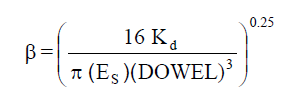 β = ( 16 K_d / π (E_S)(DOWEL)^3 )^0.25